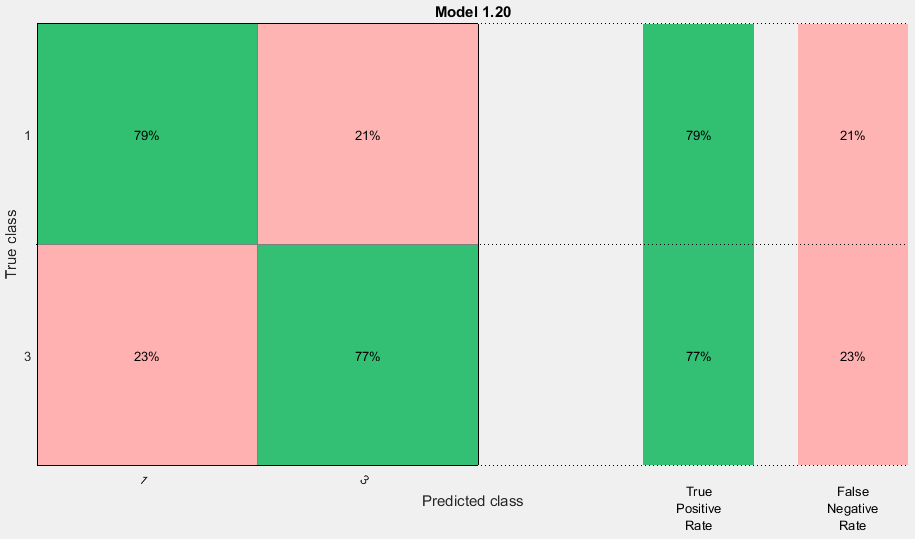 Model 1.20
1
79%
21%
79%
21%
True class
3
23%
77%
77%
23%
1
3
Predicted class
True
Positive
Rate
False
Negative
Rate